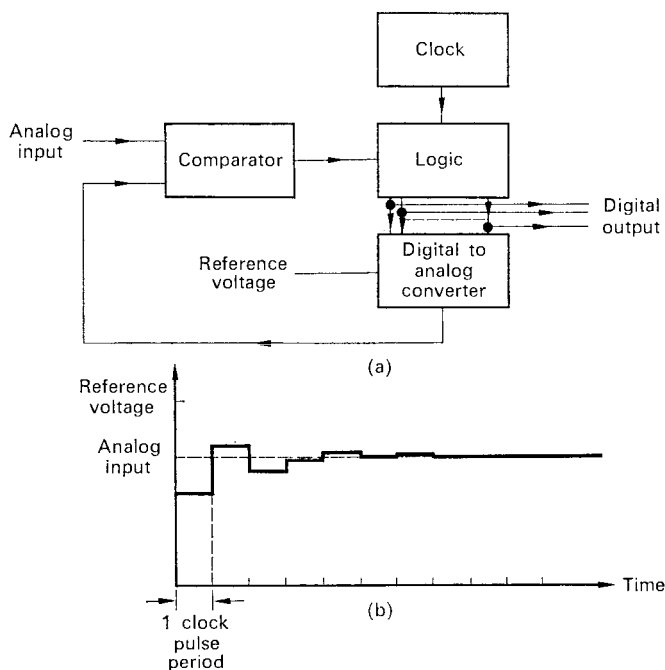 Clock
Analog
input
Comparator
Logic
Digital
output
Reference
voltage
Digital to
analog
converter
(a)
Reference
voltage
Analog
input
Time
(b)
1 clock
pulse
period